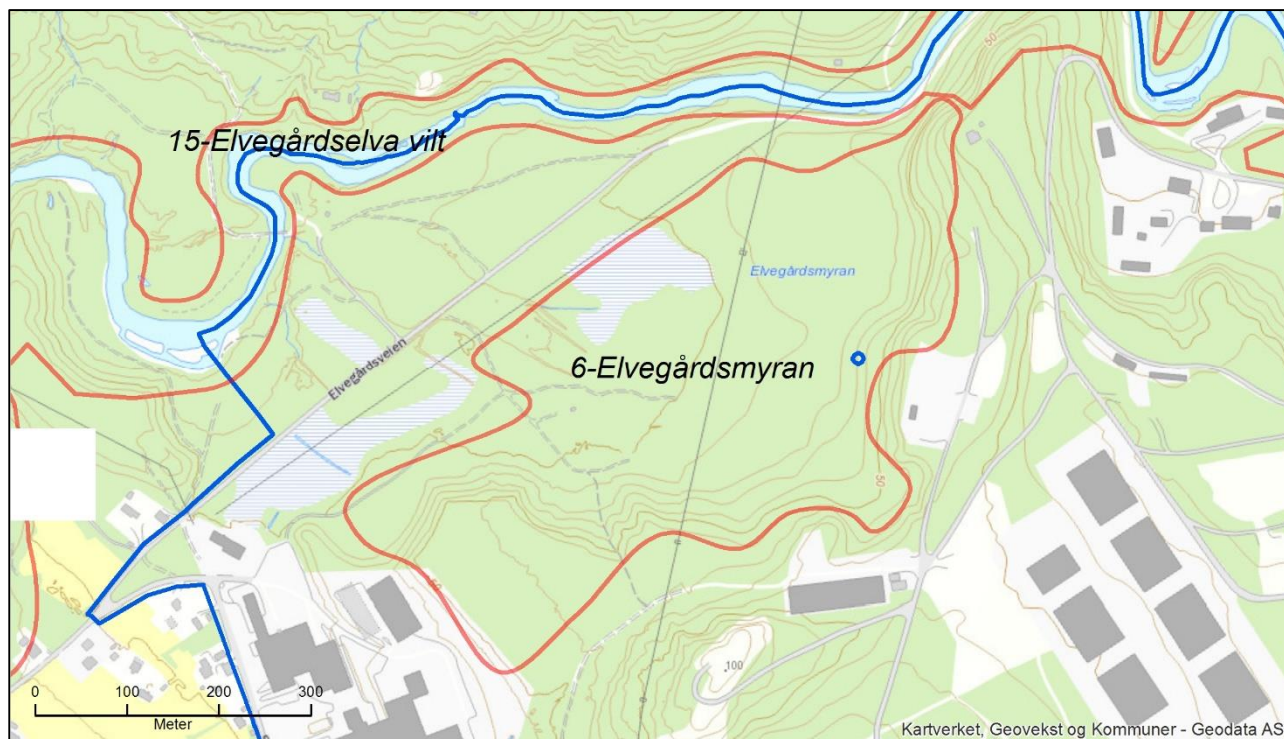 50
15-Elvegårdselva vilt
Elvegårdsmyran
Elvegårdsveien
6-Elvegårdsmyran
50
50
100
0 100 200 300
Meter
Kartverket, Geovekst og Kommuner - Geodata AS